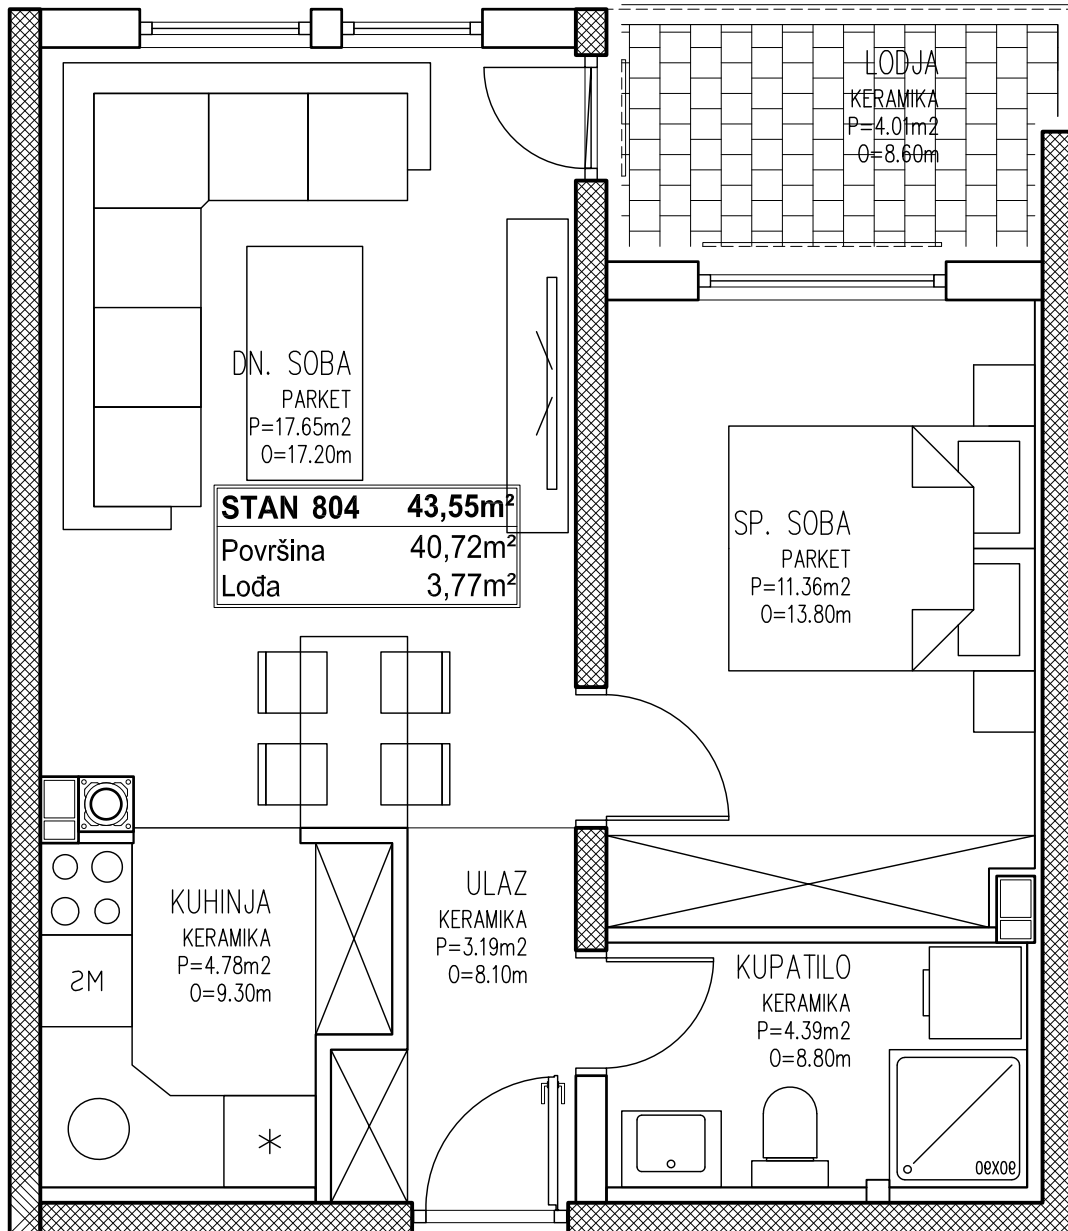 LODJA
KERAMIKA
P=4.01m2
O=8.60m
DN. SOBA
PARKET
P=17.65m2
O=17.20m
STAN 804 43,55m²
Površina 40,72m²
Lođa 3,77m²
SP. SOBA
PARKET
P=11.36m2
O=13.80m
KUHINJA
KERAMIKA
P=4.78m2
O=9.30m
SM
ULAZ
KERAMIKA
P=3.19m2
O=8.10m
KUPATILO
KERAMIKA
P=4.39m2
O=8.80m
90x90